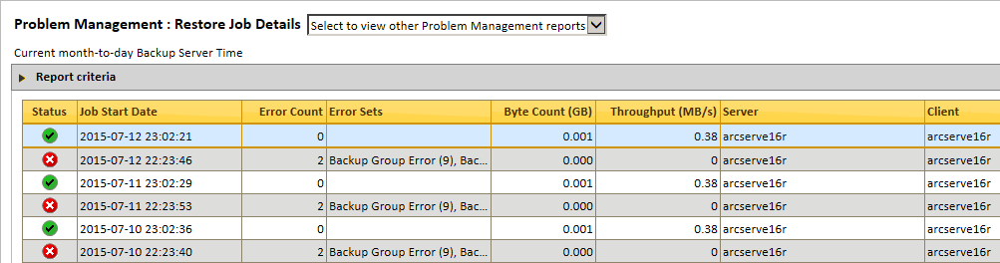 Problem Management : Restore Job Details Select to view other Problem Management reports
Current month-to-day Backup Server Time
Report criteria
Status Job Start Date Error Count Error Sets Byte Count (GB) Throughput (MB/s) Server Client
2015-07-12 23:02:21 0 0.001 0.38 arcserve16r arcserve16r
2015-07-12 22:23:46 2 Backup Group Error (9), Bac... 0.000 0 arcserve16r arcserve16r
2015-07-11 23:02:29 0 0.001 0.38 arcserve16r arcserve16r
2015-07-11 22:23:53 2 Backup Group Error (9), Bac... 0.000 0 arcserve16r arcserve16r
2015-07-10 23:02:36 0 0.001 0.38 arcserve16r arcserve16r
2015-07-10 22:23:40 2 Backup Group Error (9), Bac... 0.000 0 arcserve16r arcserve16r